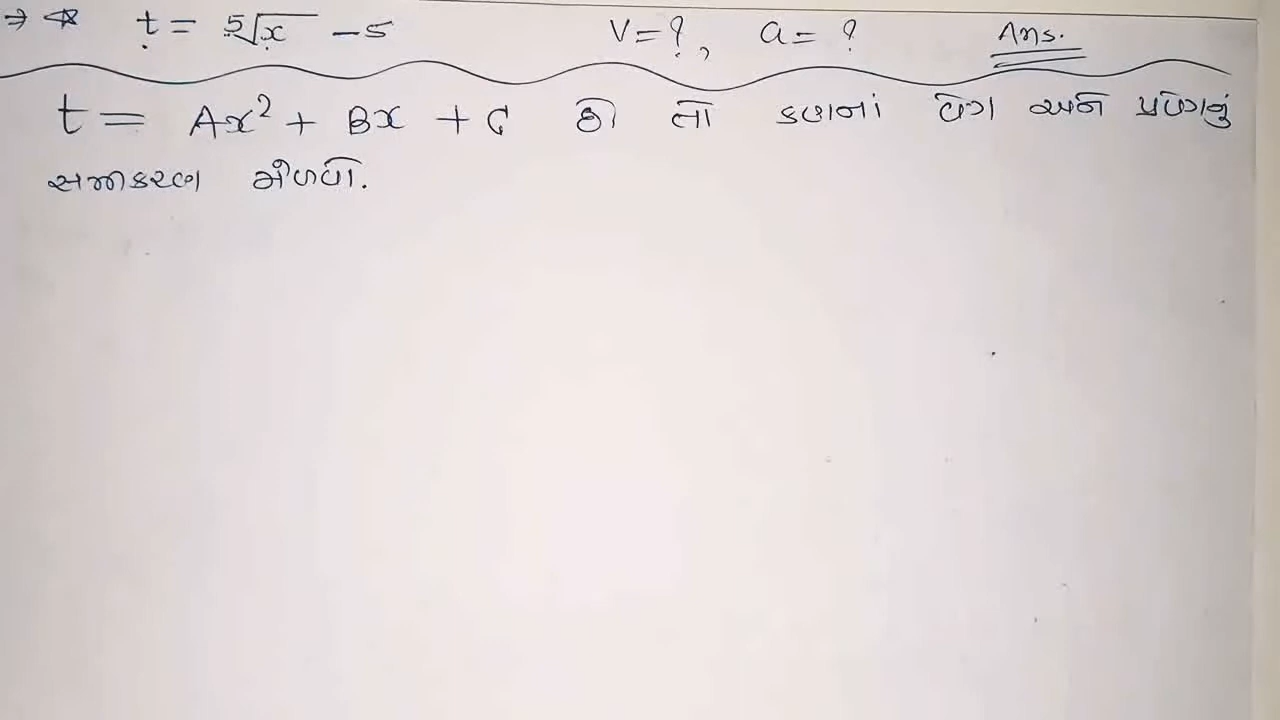 ⇒ ☆ t = ⁵√x - 5 v = ?, a = ? Ans.
t = Ax² + Bx + C હો તો કણનાં વેગ અને પ્રવેગનું
સમીકરણ મેળવો.